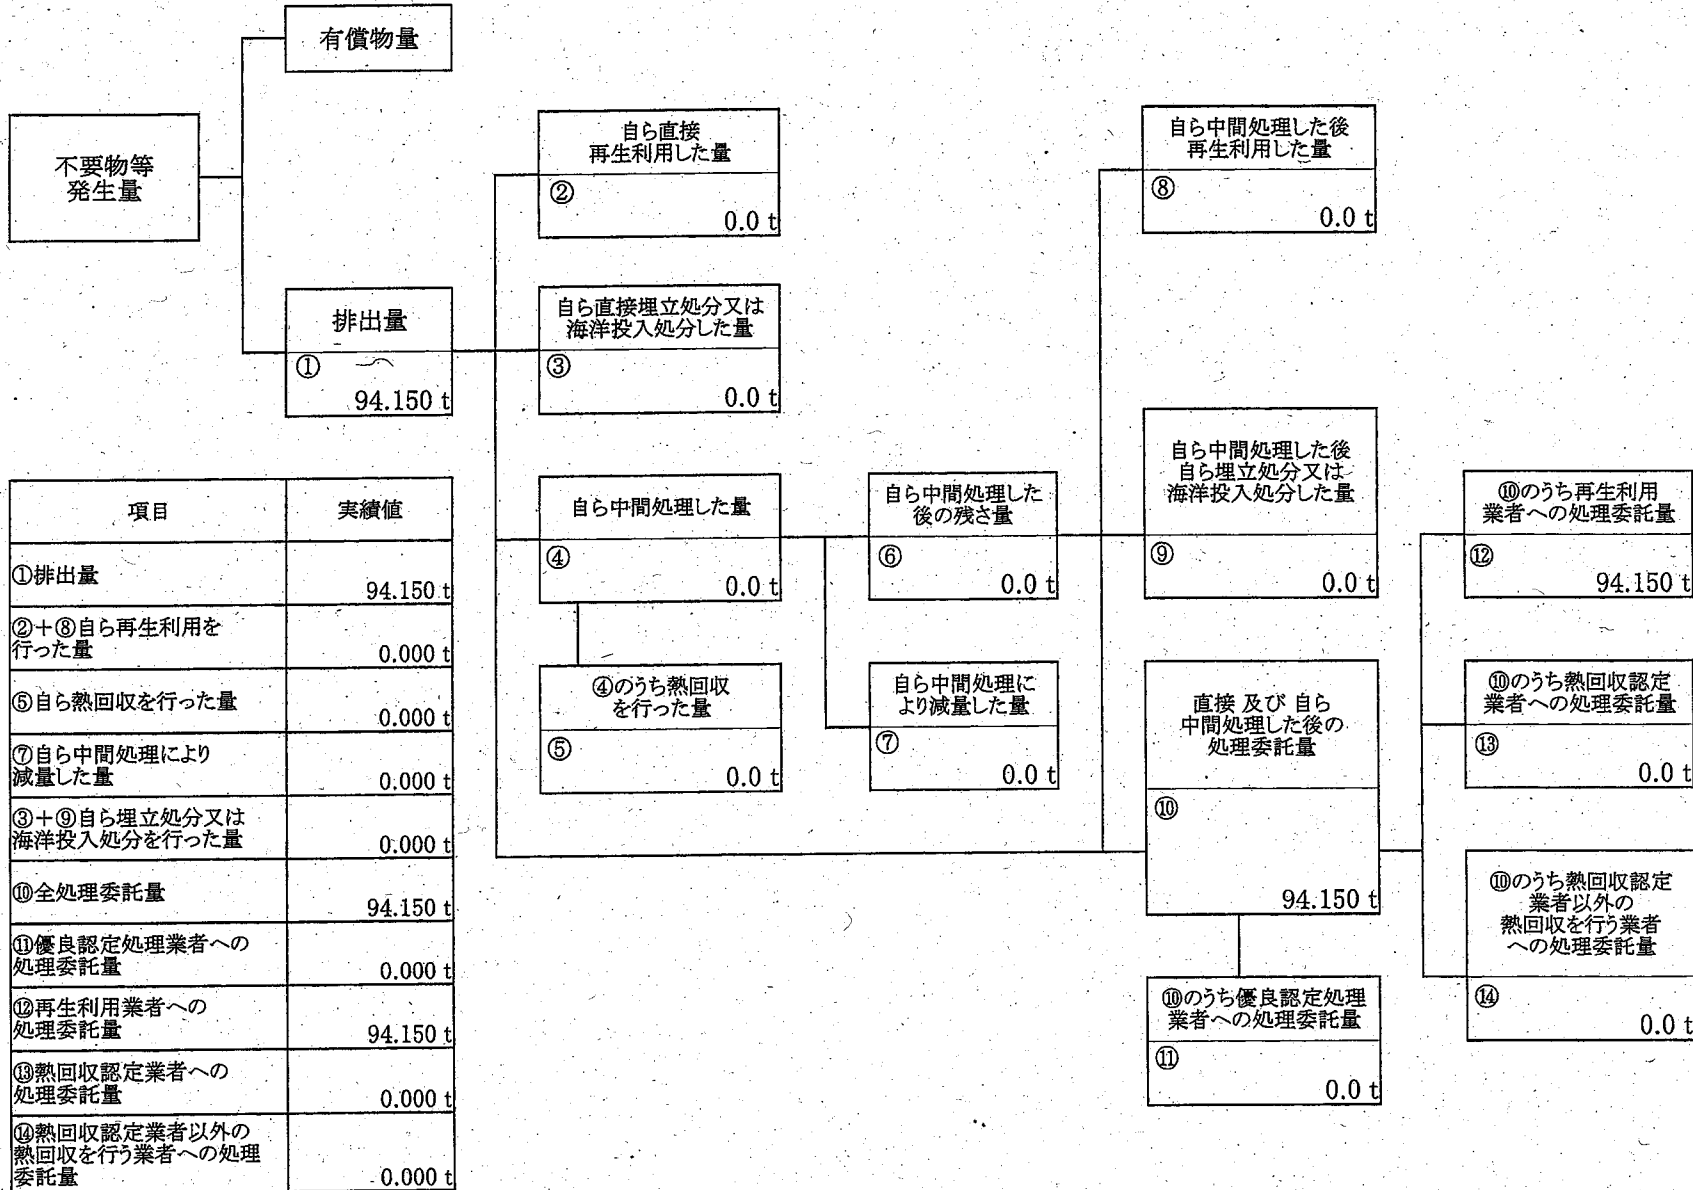 有償物量
不要物等
発生量
排出量
①
94.150 t
自ら直接
再生利用した量
②
0.0 t
自ら直接埋立処分又は
海洋投入処分した量
③
0.0 t
自ら中間処理した量
④
0.0 t
④のうち熱回収
を行った量
⑤
0.0 t
自ら中間処理した
後の残さ量
⑥
0.0 t
自ら中間処理に
より減量した量
⑦
0.0 t
自ら中間処理した後
再生利用した量
⑧
0.0 t
自ら中間処理した後
自ら埋立処分又は
海洋投入処分した量
⑨
0.0 t
直接 及び 自ら
中間処理した後の
処理委託量
⑩
94.150 t
⑩のうち優良認定処理
業者への処理委託量
⑪
0.0 t
⑩のうち再生利用
業者への処理委託量
⑫
94.150 t
⑩のうち熱回収認定
業者への処理委託量
⑬
0.0 t
⑩のうち熱回収認定
業者以外の
熱回収を行う業者
への処理委託量
⑭
0.0 t
項目 実績値
①排出量
94.150 t
②+⑧自ら再生利用を
行った量
0.000 t
⑤自ら熱回収を行った量
0.000 t
⑦自ら中間処理により
減量した量
0.000 t
③+⑨自ら埋立処分又は
海洋投入処分を行った量
0.000 t
⑩全処理委託量
94.150 t
⑪優良認定処理業者への
処理委託量
0.000 t
⑫再生利用業者への
処理委託量
94.150 t
⑬熱回収認定業者への
処理委託量
0.000 t
⑭熱回収認定業者以外の
熱回収を行う業者への処理
委託量
0.000 t